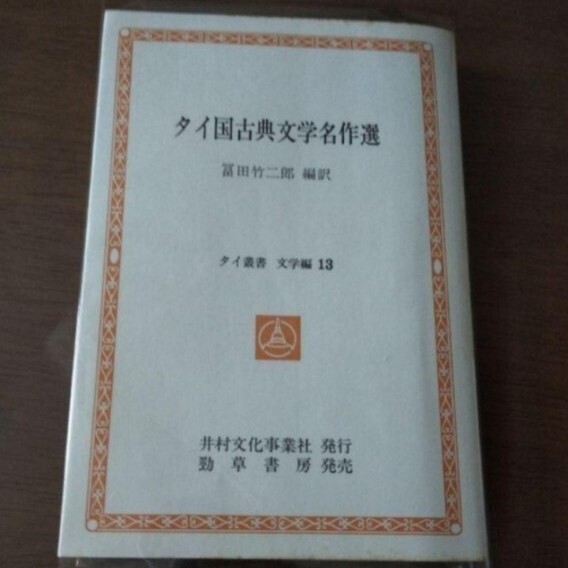 タイ国古典文学名作選
冨田竹二郎 編訳
タイ叢書 文学編 13
井村文化事業社 発行
勁草書房 発売